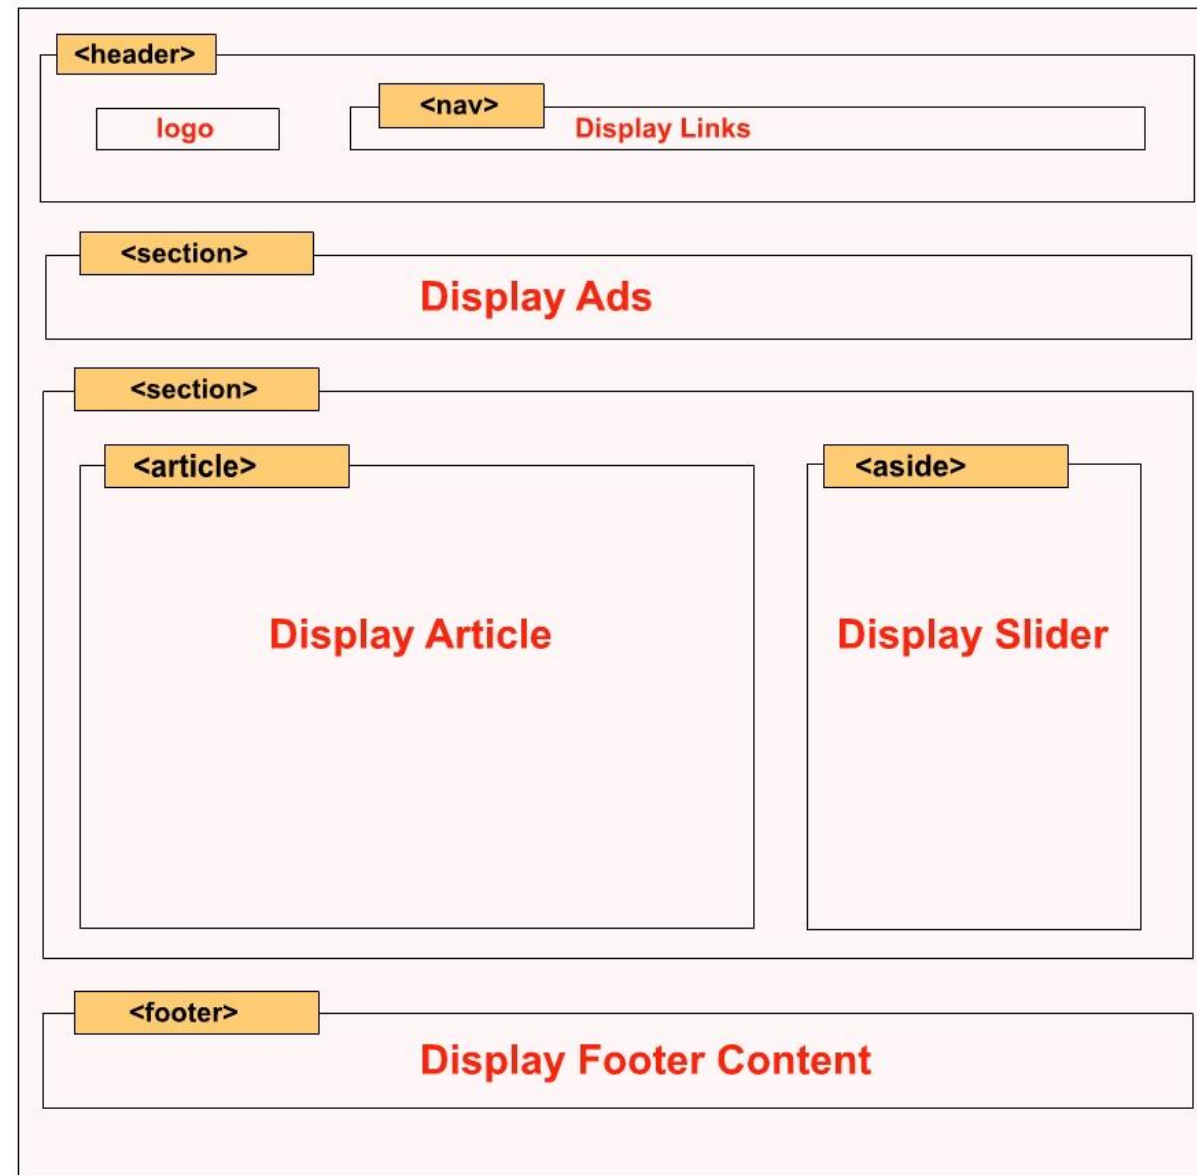 <header>
logo
<nav>
Display Links
<section>
Display Ads
<section>
<article>
<aside>
Display Article
Display Slider
<footer>
Display Footer Content